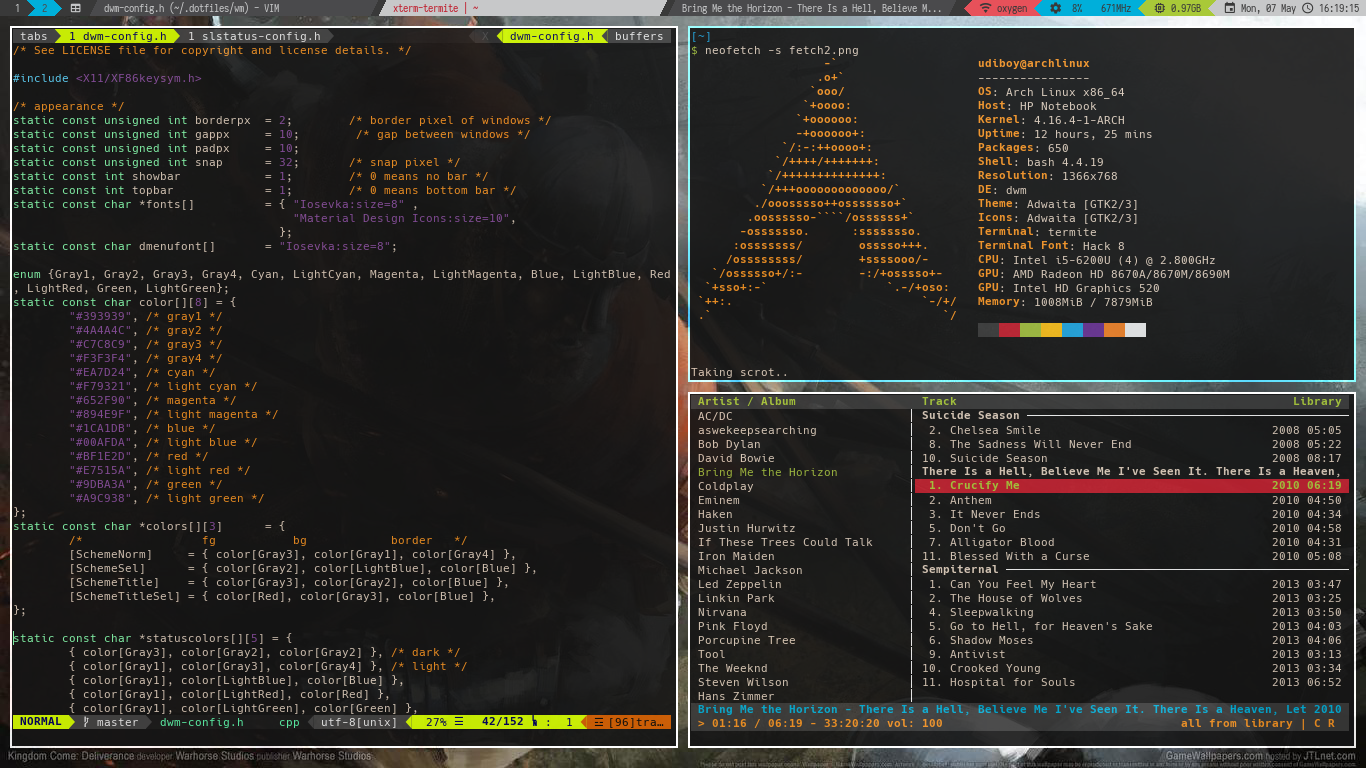 1 2 dwm-config.h (~/.dotfiles/wm) - VIM xterm-termite | ~ Bring Me the Horizon - There Is a Hell, Believe M... oxygen 8% 671MHz 0.97GB Mon, 07 May 16:19:15
tabs 1 dwm-config.h 1 slstatus-config.h X dwm-config.h buffers
/* See LICENSE file for copyright and license details. */
#include <X11/XF86keysym.h>
/* appearance */
static const unsigned int borderpx = 2; /* border pixel of windows */
static const unsigned int gappx = 10; /* gap between windows */
static const unsigned int padpx = 10;
static const unsigned int snap = 32; /* snap pixel */
static const int showbar = 1; /* 0 means no bar */
static const int topbar = 1; /* 0 means bottom bar */
static const char *fonts[] = { "Iosevka:size=8" ,
"Material Design Icons:size=10",
};
static const char dmenufont[] = "Iosevka:size=8";
enum {Gray1, Gray2, Gray3, Gray4, Cyan, LightCyan, Magenta, LightMagenta, Blue, LightBlue, Red
, LightRed, Green, LightGreen};
static const char color[][8] = {
"#393939", /* gray1 */
"#4A4A4C", /* gray2 */
"#C7C8C9", /* gray3 */
"#F3F3F4", /* gray4 */
"#EA7D24", /* cyan */
"#F79321", /* light cyan */
"#652F90", /* magenta */
"#894E9F", /* light magenta */
"#1CA1DB", /* blue */
"#00AFDA", /* light blue */
"#BF1E2D", /* red */
"#E7515A", /* light red */
"#9DBA3A", /* green */
"#A9C938", /* light green */
};
static const char *colors[][3] = {
/* fg bg border */
[SchemeNorm] = { color[Gray3], color[Gray1], color[Gray4] },
[SchemeSel] = { color[Gray2], color[LightBlue], color[Blue] },
[SchemeTitle] = { color[Gray3], color[Gray2], color[Blue] },
[SchemeTitleSel] = { color[Red], color[Gray3], color[Blue] },
};
static const char *statuscolors[][5] = {
{ color[Gray3], color[Gray2], color[Gray2] }, /* dark */
{ color[Gray1], color[Gray3], color[Gray4] }, /* light */
{ color[Gray1], color[LightBlue], color[Blue] },
{ color[Gray1], color[LightRed], color[Red] },
{ color[Gray1], color[LightGreen], color[Green] },
NORMAL master dwm-config.h cpp utf-8[unix] 27% ☰ 42/152 : 1 ☲ [96]tra…
[~]
$ neofetch -s fetch2.png
-`
.o+`
`ooo/
`+oooo:
`+oooooo:
-+oooooo+:
`/:-:++oooo+:
`/++++/+++++++:
`/++++++++++++++:
`/+++ooooooooooooo/`
./ooosssso++osssssso+`
.oossssso-````/ossssss+`
-osssssso. :ssssssso.
:osssssss/ osssso+++.
/ossssssss/ +ssssooo/-
`/ossssso+/:- -:/+osssso+-
`+sso+:-` `.-/+oso:
`++:. `-/+/
.` `/
udiboy@archlinux
----------------
OS: Arch Linux x86_64
Host: HP Notebook
Kernel: 4.16.4-1-ARCH
Uptime: 12 hours, 25 mins
Packages: 650
Shell: bash 4.4.19
Resolution: 1366x768
DE: dwm
Theme: Adwaita [GTK2/3]
Icons: Adwaita [GTK2/3]
Terminal: termite
Terminal Font: Hack 8
CPU: Intel i5-6200U (4) @ 2.800GHz
GPU: AMD Radeon HD 8670A/8670M/8690M
GPU: Intel HD Graphics 520
Memory: 1008MiB / 7879MiB
Taking scrot..
Artist / Album
AC/DC
aswekeepsearching
Bob Dylan
David Bowie
Bring Me the Horizon
Coldplay
Eminem
Haken
Justin Hurwitz
If These Trees Could Talk
Iron Maiden
Michael Jackson
Led Zeppelin
Linkin Park
Nirvana
Pink Floyd
Porcupine Tree
Tool
The Weeknd
Steven Wilson
Hans Zimmer
Track Library
Suicide Season
2. Chelsea Smile 2008 05:05
8. The Sadness Will Never End 2008 05:22
10. Suicide Season 2008 08:17
There Is a Hell, Believe Me I've Seen It. There Is a Heaven,
1. Crucify Me 2010 06:19
2. Anthem 2010 04:50
3. It Never Ends 2010 04:34
5. Don't Go 2010 04:58
7. Alligator Blood 2010 04:31
11. Blessed With a Curse 2010 05:08
Sempiternal
1. Can You Feel My Heart 2013 03:47
2. The House of Wolves 2013 03:25
4. Sleepwalking 2013 03:50
5. Go to Hell, for Heaven's Sake 2013 04:03
6. Shadow Moses 2013 04:06
9. Antivist 2013 03:13
10. Crooked Young 2013 03:34
11. Hospital for Souls 2013 06:52
Bring Me the Horizon - There Is a Hell, Believe Me I've Seen It. There Is a Heaven, Let 2010
> 01:16 / 06:19 - 33:20:20 vol: 100 all from library | C R
Kingdom Come: Deliverance developer Warhorse Studios publisher Warhorse Studios
GameWallpapers.com hosted by JTLnet.com